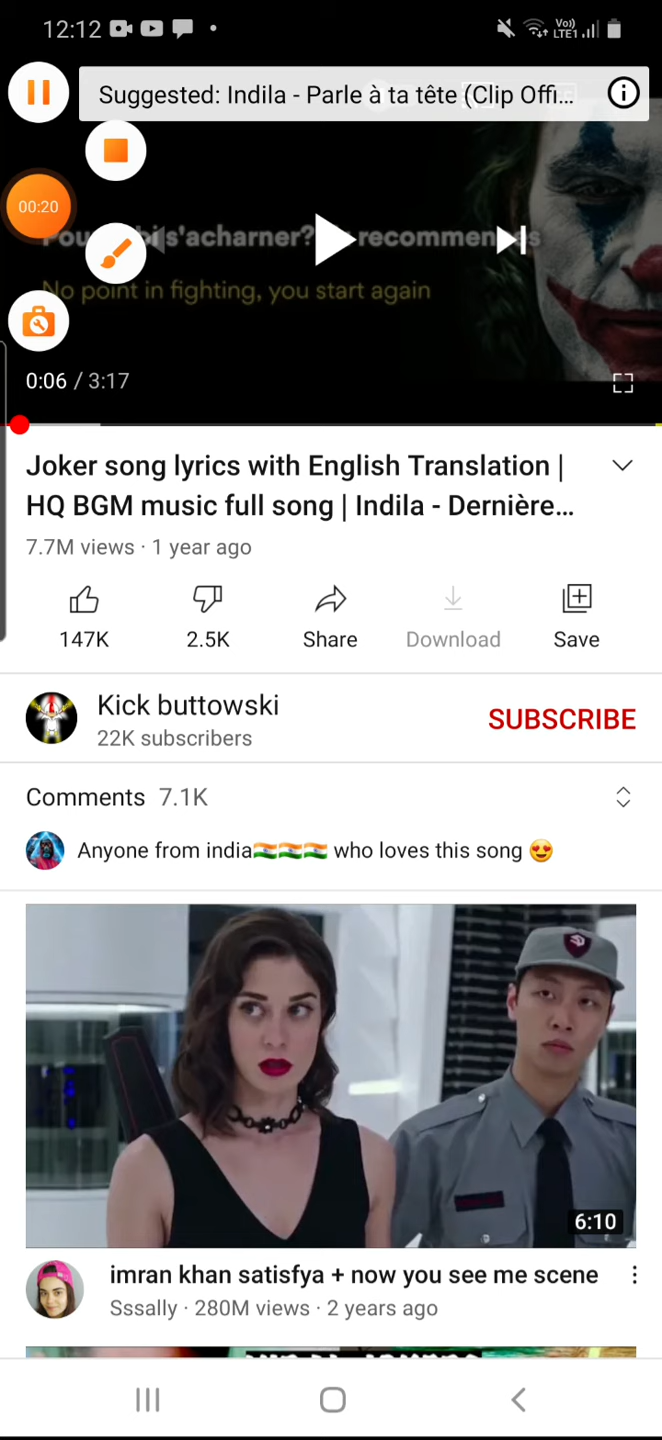 12:12
Vo))
LTE1
Suggested: Indila - Parle à ta tête (Clip Offi...
00:20
s'acharner?
recommen
No point in fighting, you start again
0:06 / 3:17
Joker song lyrics with English Translation |
HQ BGM music full song | Indila - Dernière...
7.7M views · 1 year ago
147K
2.5K
Share
Download
Save
Kick buttowski
22K subscribers
SUBSCRIBE
Comments 7.1K
Anyone from india🇮🇳🇮🇳🇮🇳 who loves this song 😍
6:10
imran khan satisfya + now you see me scene
Sssally · 280M views · 2 years ago